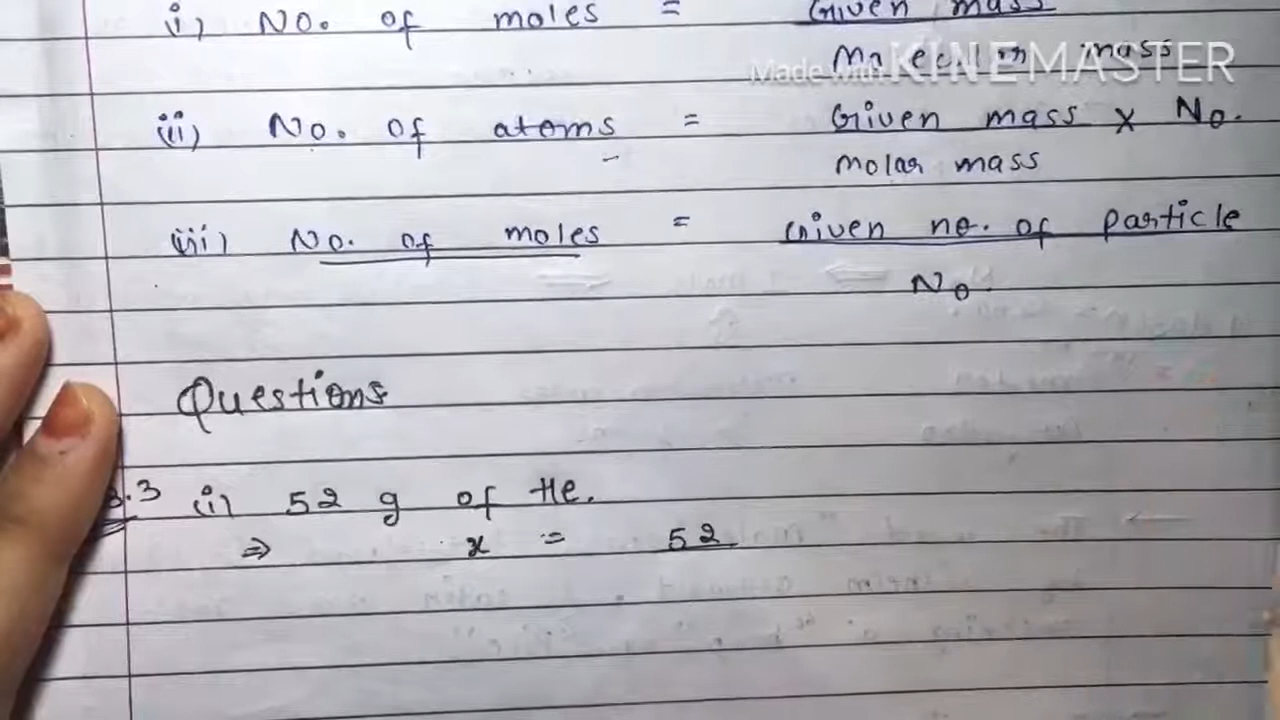 (i) No. of moles = Given mass
Molecular mass
Made with KINEMASTER
(ii) No. of atoms = Given mass x No.
molar mass
(iii) No. of moles = Given no. of particle
No
Questions
.3 (i) 52 g of He.
⇒ x = 52